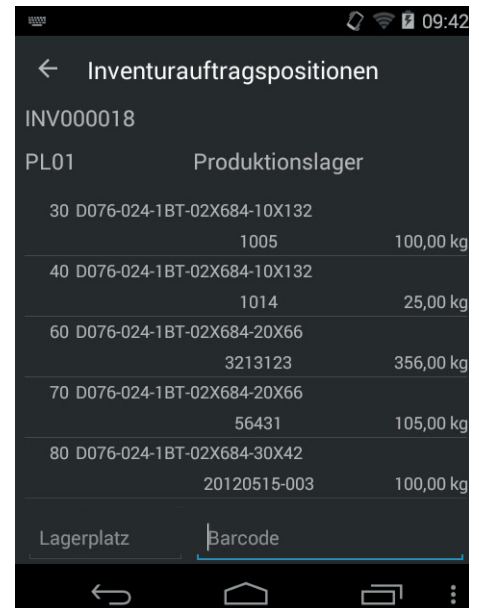 09:42
Inventurauftragspositionen
INV000018
PL01 Produktionslager
30 D076-024-1BT-02X684-10X132
1005 100,00 kg
40 D076-024-1BT-02X684-10X132
1014 25,00 kg
60 D076-024-1BT-02X684-20X66
3213123 356,00 kg
70 D076-024-1BT-02X684-20X66
56431 105,00 kg
80 D076-024-1BT-02X684-30X42
20120515-003 100,00 kg
Lagerplatz Barcode